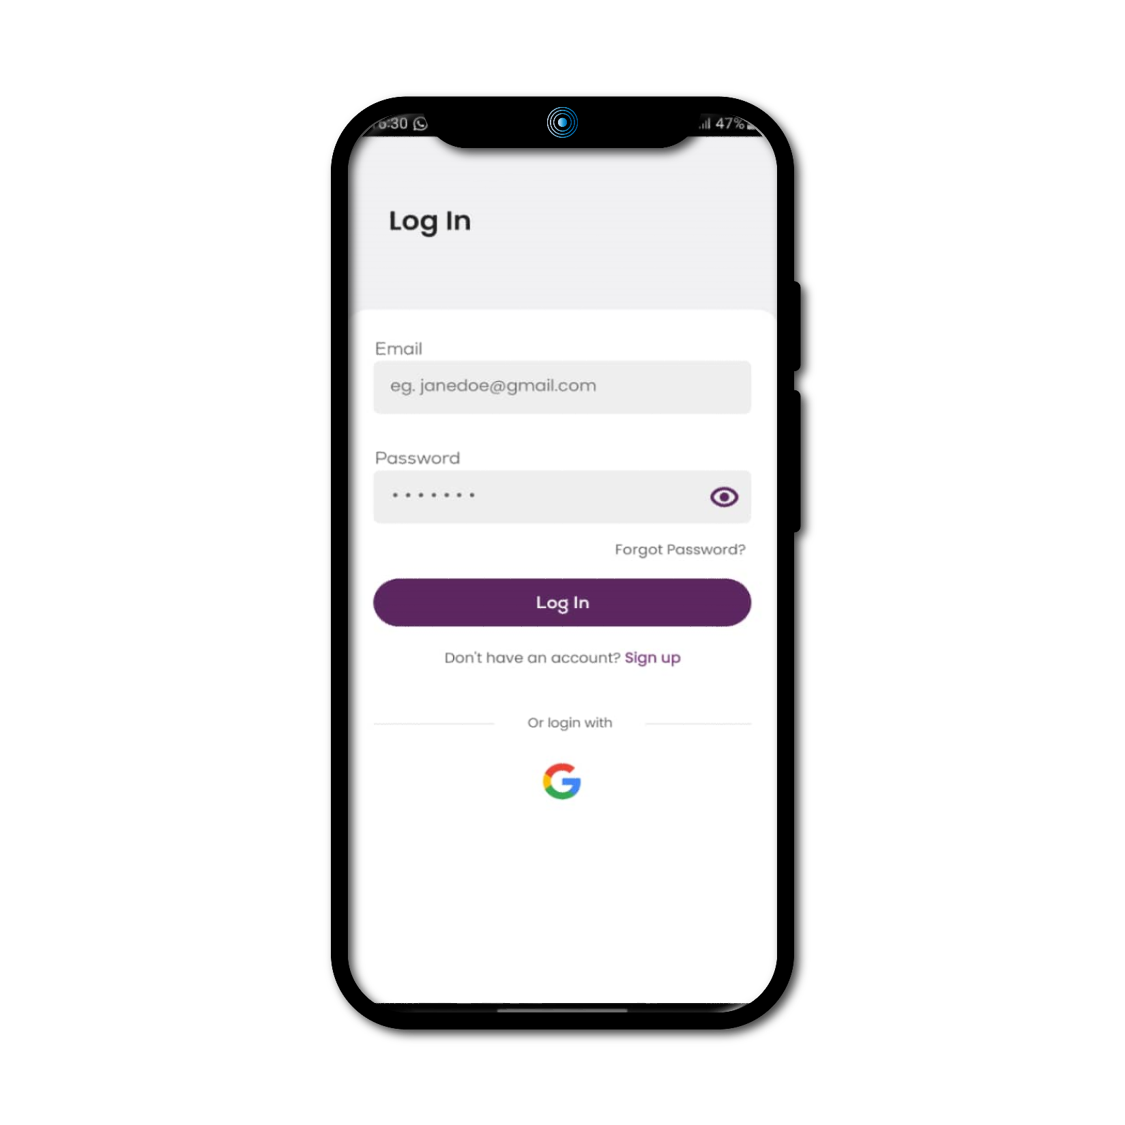 6:30 47%
Log In
Email
eg. janedoe@gmail.com
Password
Forgot Password?
Log In
Don't have an account? Sign up
Or login with
G